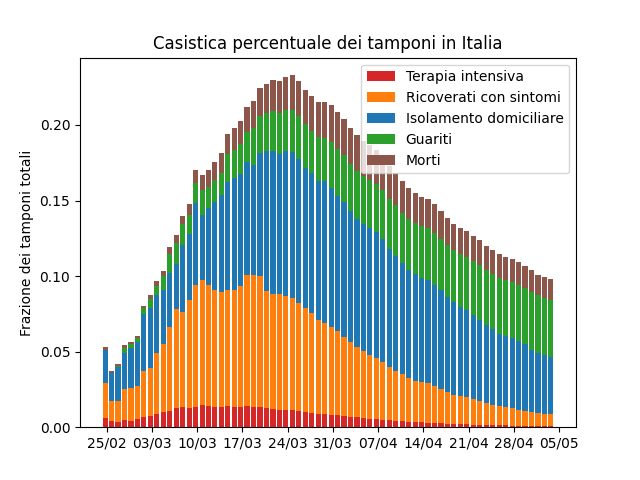 Casistica percentuale dei tamponi in Italia
Terapia intensiva
Ricoverati con sintomi
Isolamento domiciliare
Guariti
Morti
Frazione dei tamponi totali
0.20
0.15
0.10
0.05
0.00
25/02 03/03 10/03 17/03 24/03 31/03 07/04 14/04 21/04 28/04 05/05